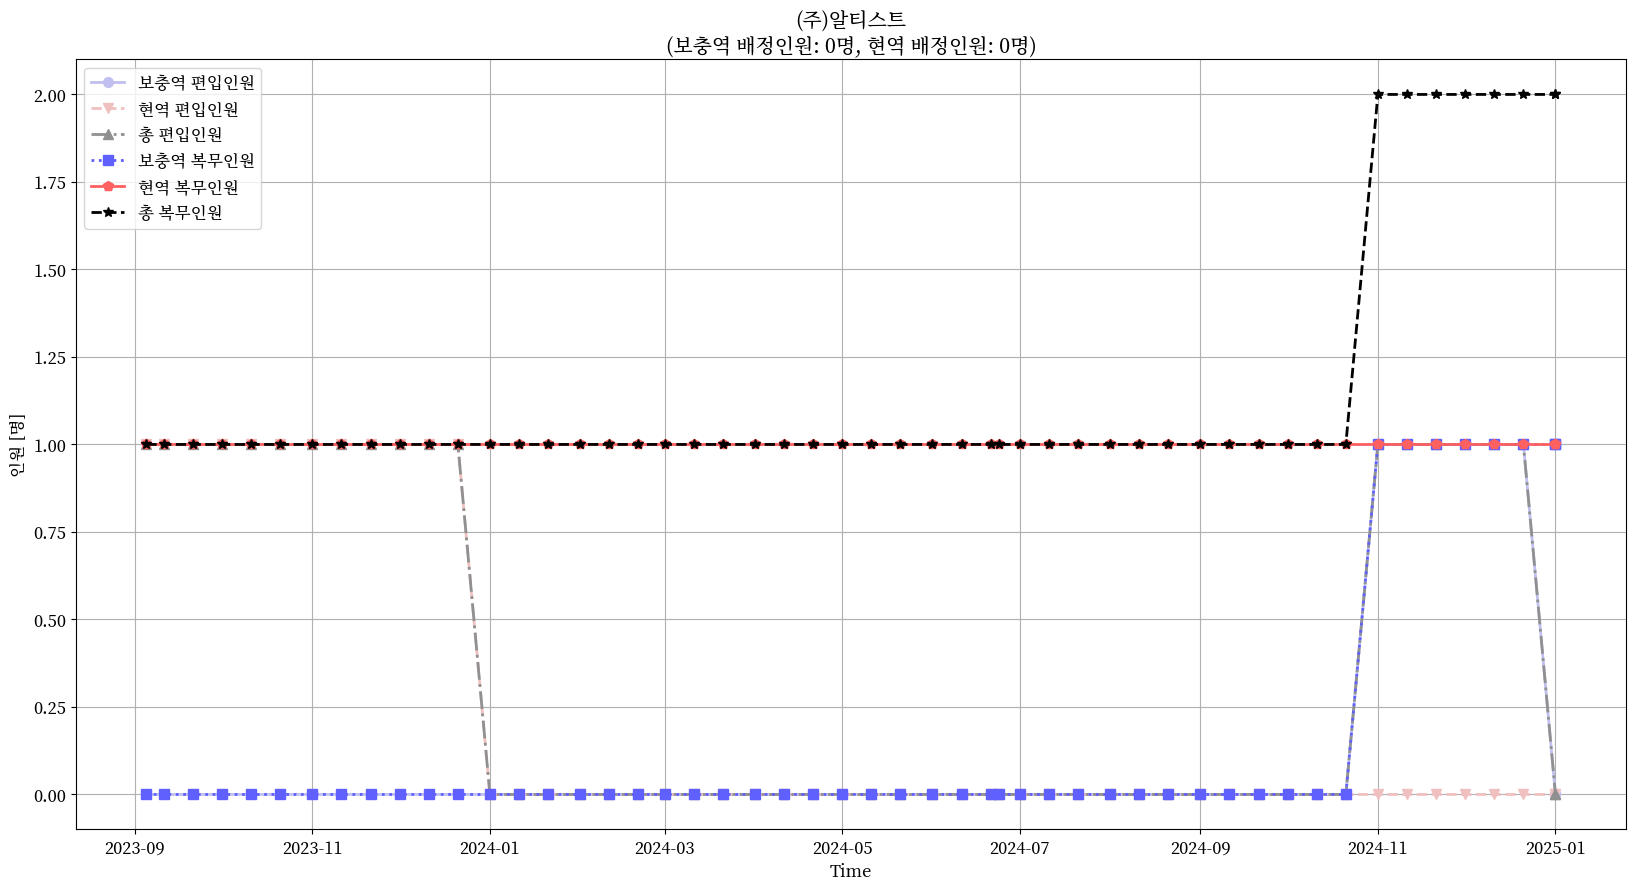 (주)알티스트
(보충역 배정인원: 0명, 현역 배정인원: 0명)
보충역 편입인원
현역 편입인원
총 편입인원
보충역 복무인원
현역 복무인원
총 복무인원
2.00
1.75
1.50
1.25
1.00
0.75
0.50
0.25
0.00
인원 [명]
2023-09
2023-11
2024-01
2024-03
2024-05
2024-07
2024-09
2024-11
2025-01
Time